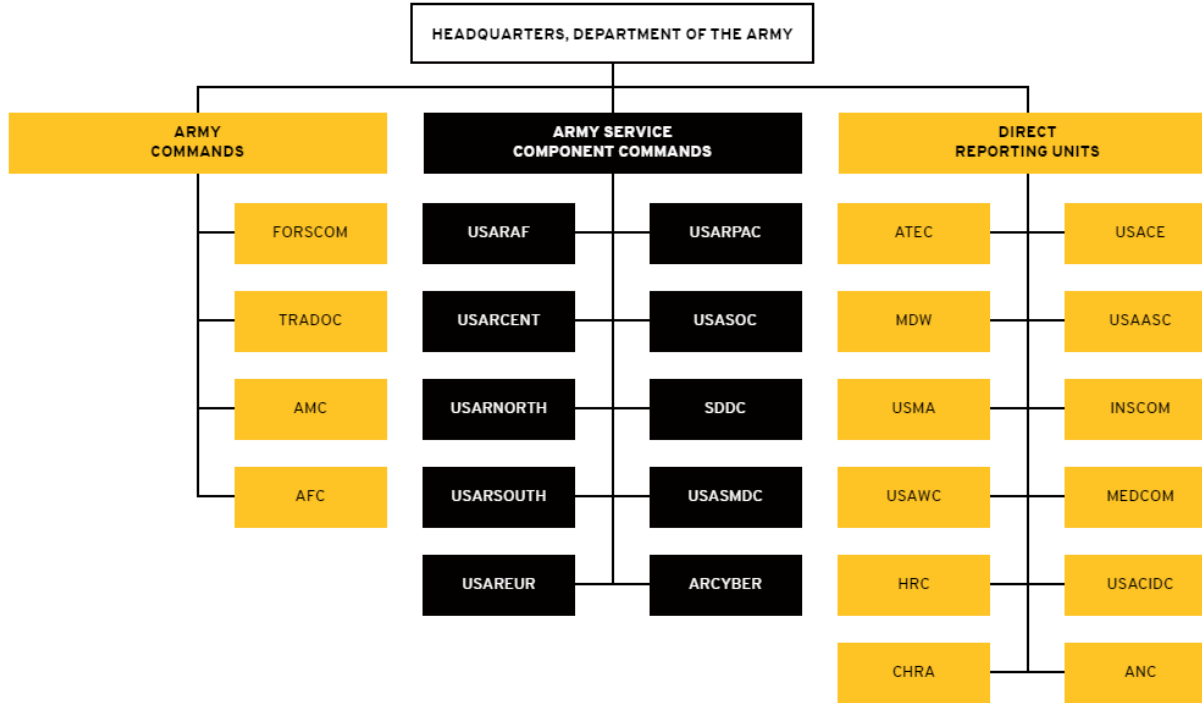 HEADQUARTERS, DEPARTMENT OF THE ARMY
ARMY
COMMANDS
FORSCOM
TRADOC
AMC
AFC
ARMY SERVICE
COMPONENT COMMANDS
USARAF
USARPAC
USARCENT
USASOC
USARNORTH
SDDC
USARSOUTH
USASMDC
USAREUR
ARCYBER
DIRECT
REPORTING UNITS
ATEC
USACE
MDW
USAASC
USMA
INSCOM
USAWC
MEDCOM
HRC
USACIDC
CHRA
ANC